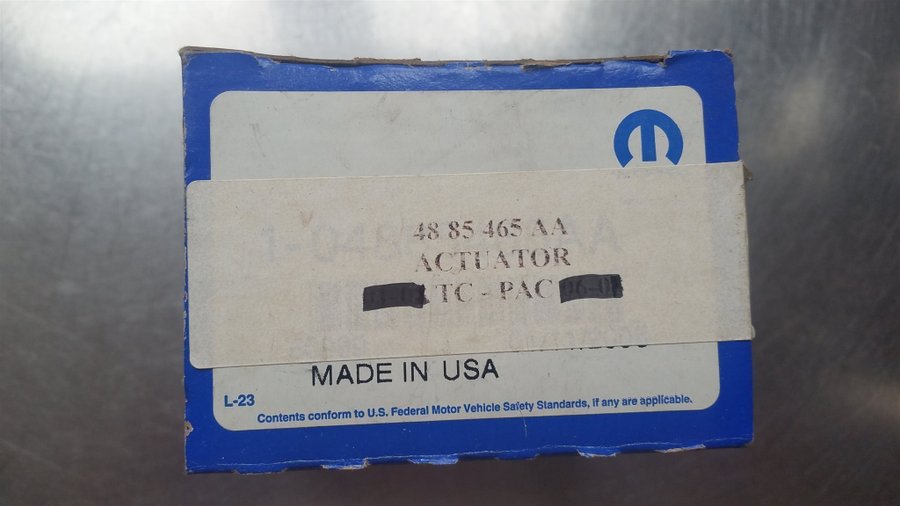 48 85 465 AA
ACTUATOR
TC - PAC
MADE IN USA
L-23
Contents conform to U.S. Federal Motor Vehicle Safety Standards, if any are applicable.